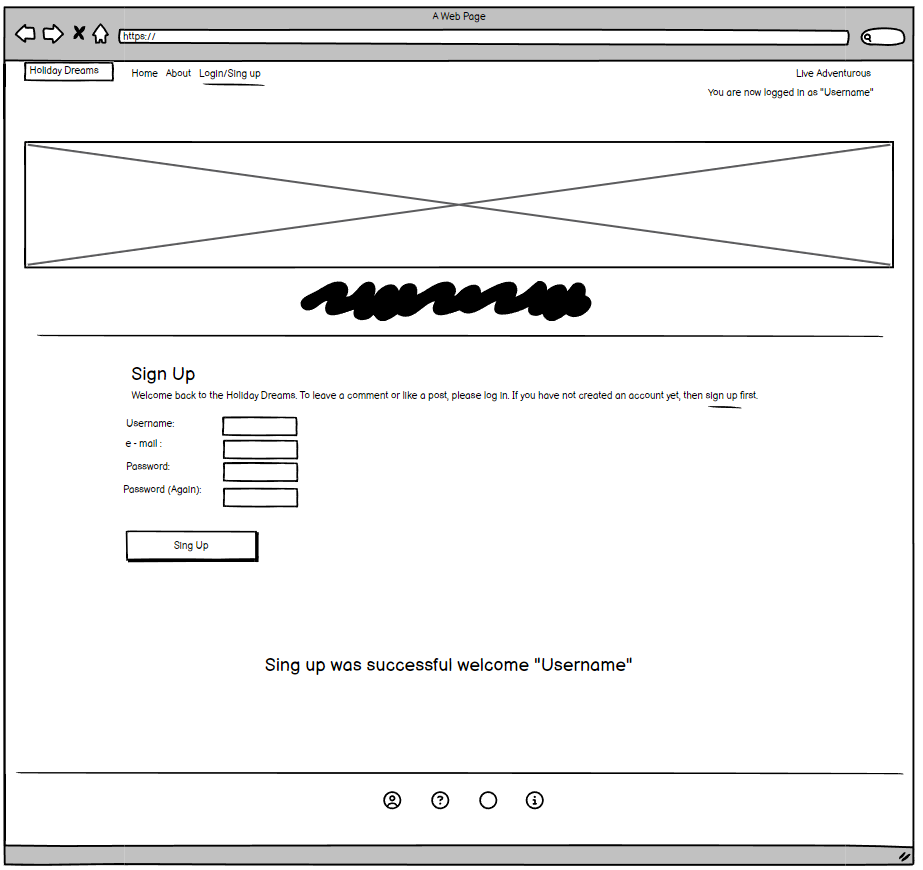 A Web Page
https://
Holiday Dreams
Home About Login/Sing up
Live Adventurous
You are now logged in as "Username"
Sign Up
Welcome back to the Holiday Dreams. To leave a comment or like a post, please log in. If you have not created an account yet, then sign up first.
Username:
e - mail :
Password:
Password (Again):
Sing Up
Sing up was successful welcome "Username"